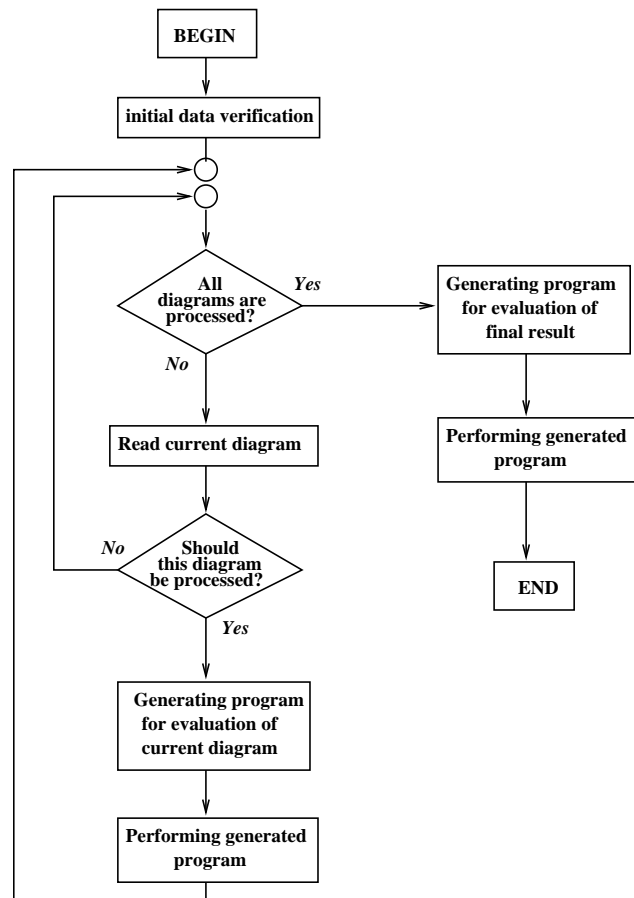 BEGIN
initial data verification
All
diagrams are
processed?
Yes
No
Generating program
for evaluation of
final result
Performing generated
program
END
Read current diagram
Should
this diagram
be processed?
No
Yes
Generating program
for evaluation of
current diagram
Performing generated
program